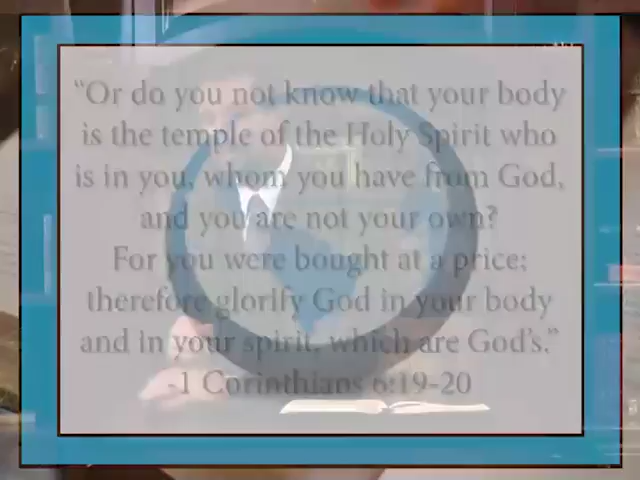 “Or do you not know that your body
is the temple of the Holy Spirit who
is in you, whom you have from God,
and you are not your own?
For you were bought at a price;
therefore glorify God in your body
and in your spirit, which are God's.”
-1 Corinthians 6:19-20